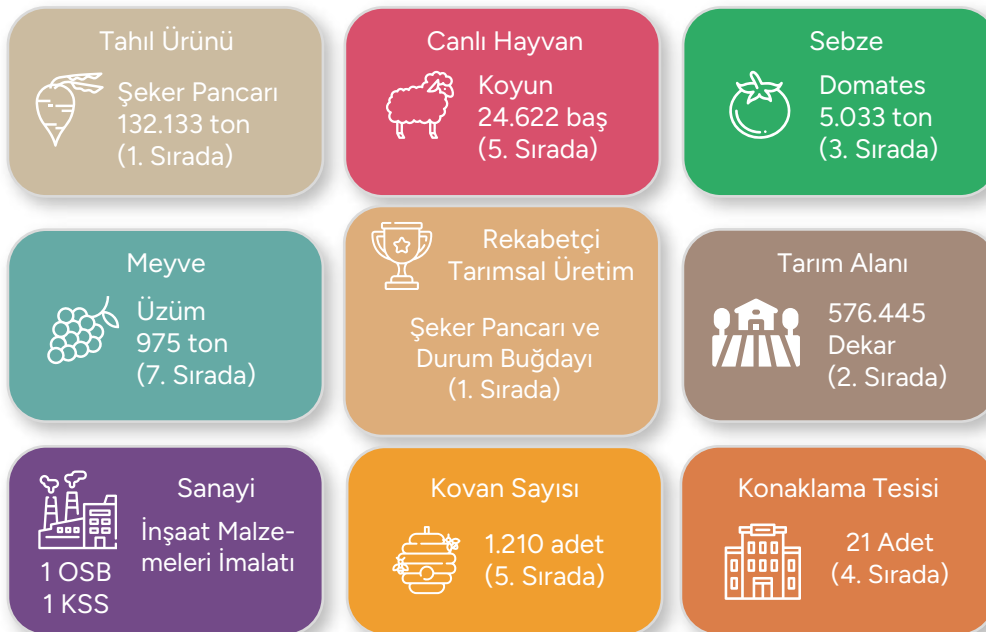 Tahıl Ürünü
Şeker Pancarı
132.133 ton
(1. Sırada)
Canlı Hayvan
Koyun
24.622 baş
(5. Sırada)
Sebze
Domates
5.033 ton
(3. Sırada)
Meyve
Üzüm
975 ton
(7. Sırada)
Rekabetçi
Tarımsal Üretim
Şeker Pancarı ve
Durum Buğdayı
(1. Sırada)
Tarım Alanı
576.445
Dekar
(2. Sırada)
Sanayi
İnşaat Malze-
meleri İmalatı
1 OSB
1 KSS
Kovan Sayısı
1.210 adet
(5. Sırada)
Konaklama Tesisi
21 Adet
(4. Sırada)